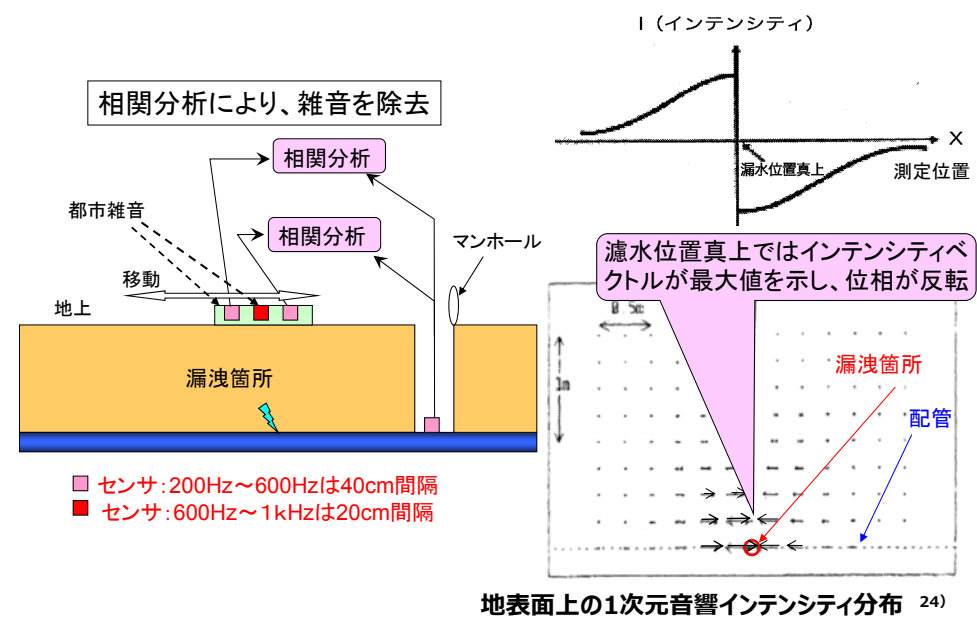 相関分析により、雑音を除去
相関分析
都市雑音
相関分析
マンホール
移動
地上
漏洩箇所
センサ：200Hz～600Hzは40cm間隔
センサ：600Hz～1kHzは20cm間隔
I（インテンシティ）
X
漏水位置真上
測定位置
濾水位置真上ではインテンシティベ
クトルが最大値を示し、位相が反転
0.5m
1m
漏洩箇所
配管
地表面上の1次元音響インテンシティ分布 24)